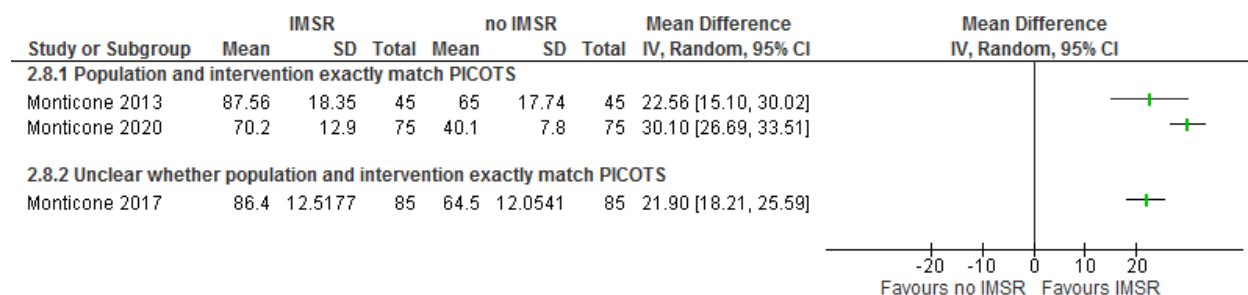 IMSR no IMSR Mean Difference Mean Difference
Study or Subgroup Mean SD Total Mean SD Total IV, Random, 95% CI IV, Random, 95% CI
2.8.1 Population and intervention exactly match PICOTS
Monticone 2013 87.56 18.35 45 65 17.74 45 22.56 [15.10, 30.02]
Monticone 2020 70.2 12.9 75 40.1 7.8 75 30.10 [26.69, 33.51]
2.8.2 Unclear whether population and intervention exactly match PICOTS
Monticone 2017 86.4 12.5177 85 64.5 12.0541 85 21.90 [18.21, 25.59]
-20 -10 0 10 20
Favours no IMSR Favours IMSR